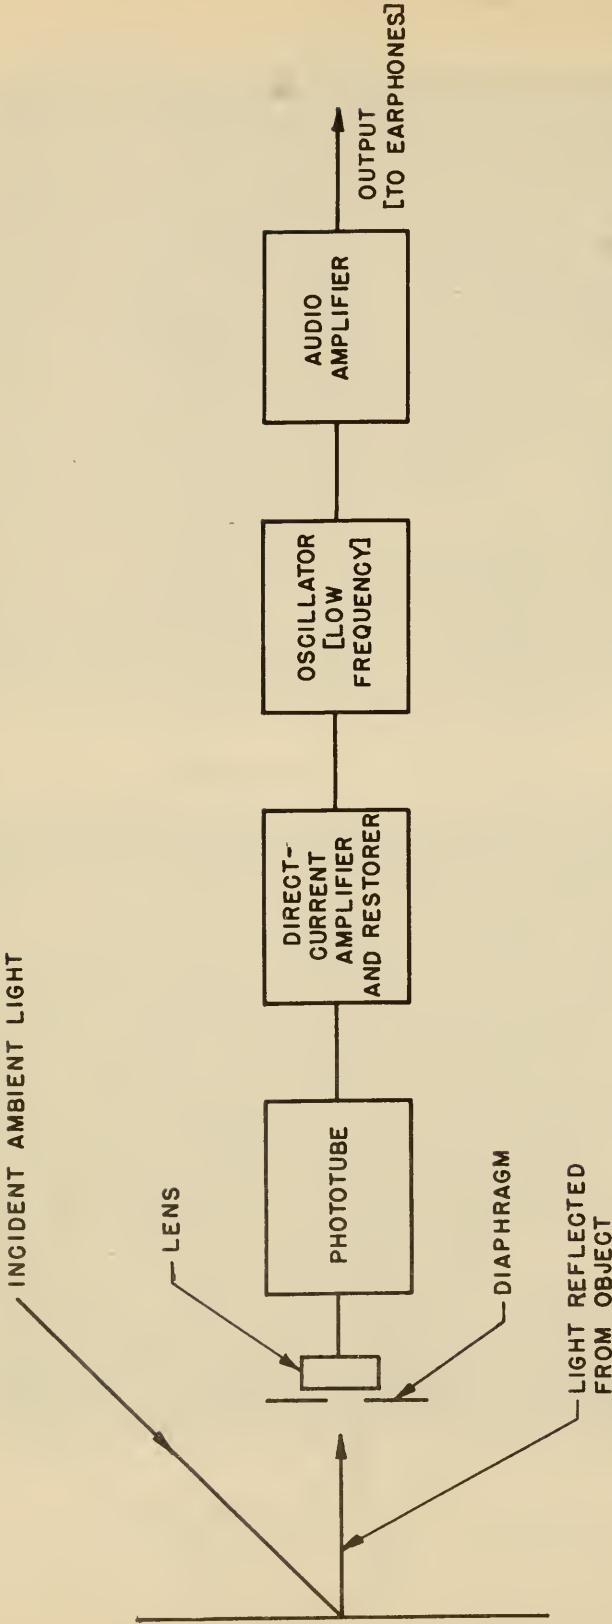 INCIDENT AMBIENT LIGHT
LENS
PHOTOTUBE
DIAPHRAGM
LIGHT REFLECTED
FROM OBJECT
DIRECT-
CURRENT
AMPLIFIER
AND RESTORER
OSCILLATOR
[LOW
FREQUENCY]
AUDIO
AMPLIFIER
OUTPUT
[TO EARPHONES]